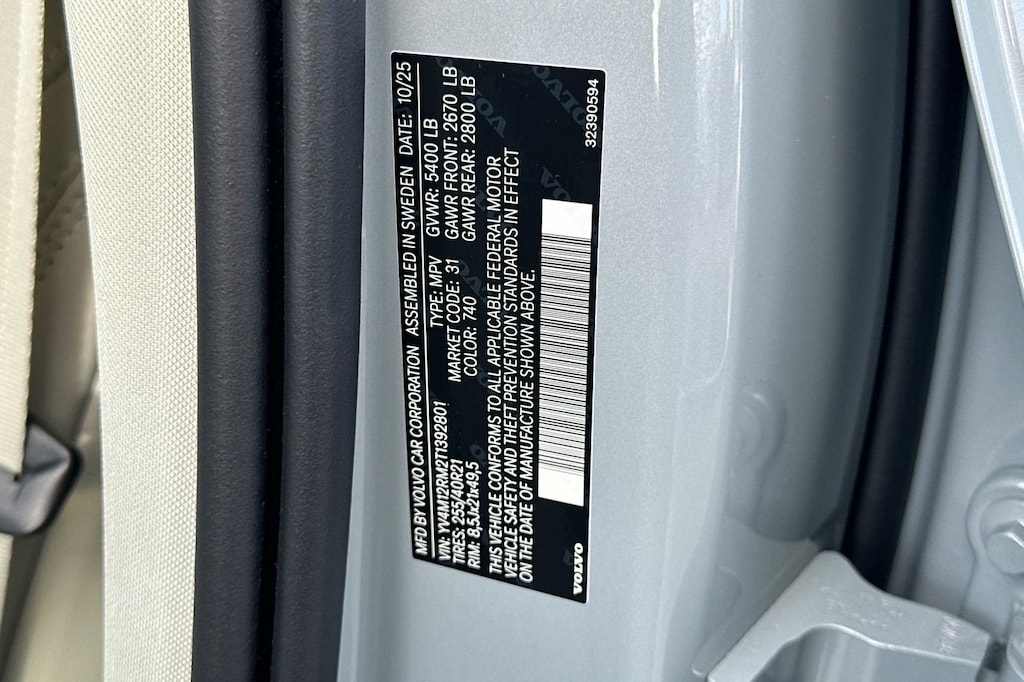 MFD BY VOLVO CAR CORPORATION ASSEMBLED IN SWEDEN DATE: 10/25
VIN: YV4M12RM2T1392801 TYPE: MPV GVWR: 5400 LB
TIRES: 255/40R21 MARKET CODE: 31 GAWR FRONT: 2670 LB
RIM: 8,5Jx21x49,5 COLOR: 740 GAWR REAR: 2800 LB
THIS VEHICLE CONFORMS TO ALL APPLICABLE FEDERAL MOTOR
VEHICLE SAFETY AND THEFT PREVENTION STANDARDS IN EFFECT
ON THE DATE OF MANUFACTURE SHOWN ABOVE.
VOLVO 32390594